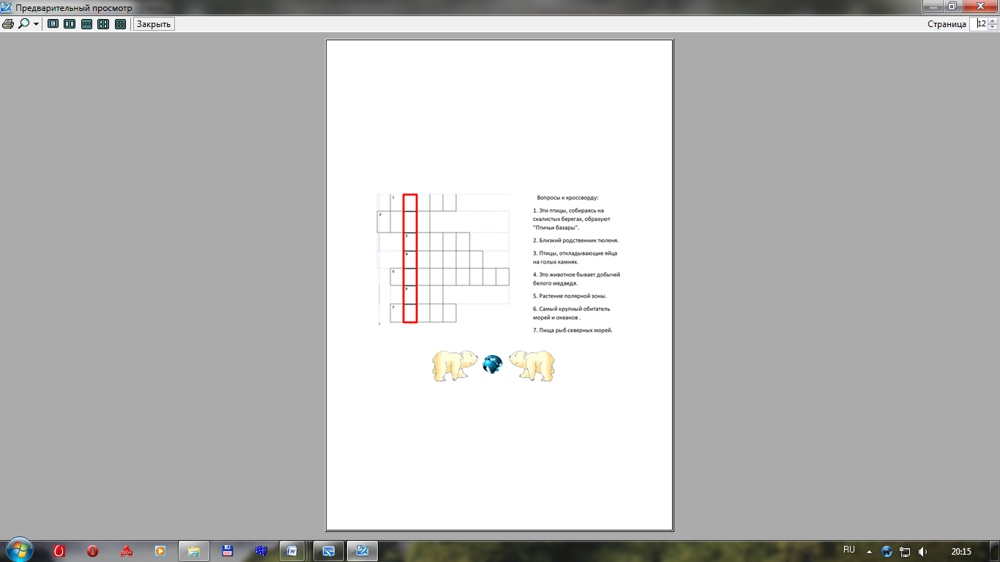 Предварительный просмотр
Закрыть
Страница
12
Вопросы к кроссворду:
1. Эти птицы, собираясь на
скалистых берегах, образуют
"Птичьи базары".
2. Близкий родственник тюленя.
3. Птицы, откладывающие яйца
на голых камнях.
4. Это животное бывает добычей
белого медведя.
5. Растение полярной зоны.
6. Самый крупный обитатель
морей и океанов .
7. Пища рыб северных морей.
1
2
3
4
5
6
7
RU
20:15